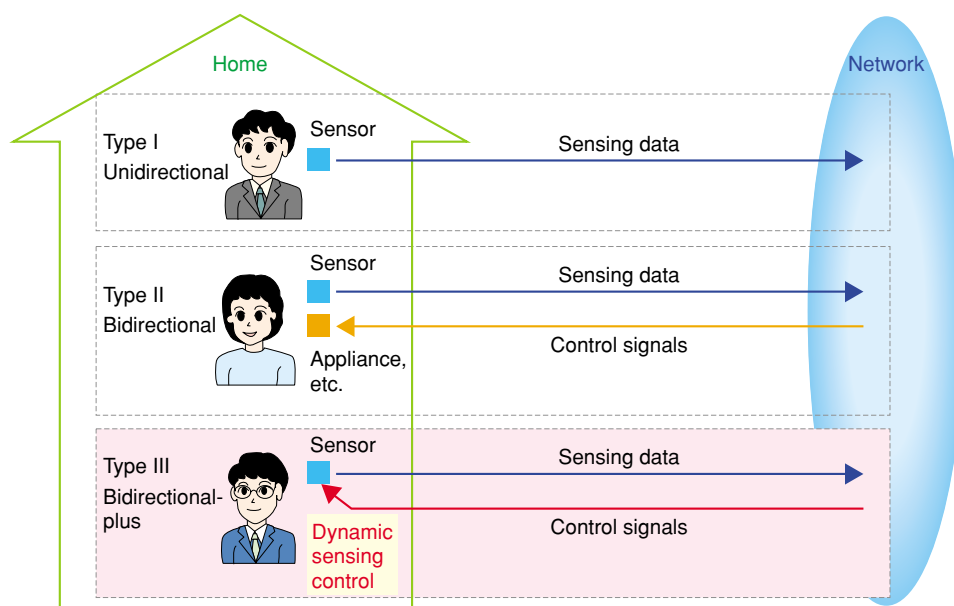 Home
Network
Type I
Unidirectional
Sensor
Sensing data
Type II
Bidirectional
Sensor
Appliance,
etc.
Sensing data
Control signals
Type III
Bidirectional-
plus
Sensor
Dynamic
sensing
control
Sensing data
Control signals